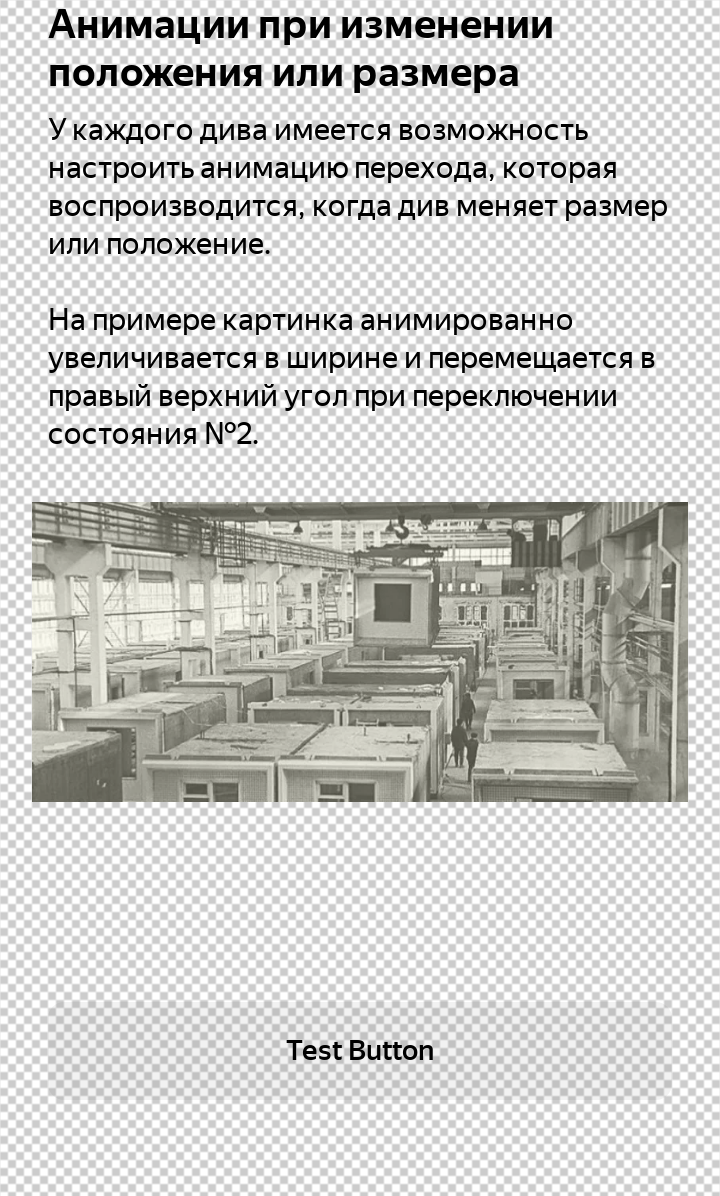 Анимации при изменении
положения или размера
У каждого дива имеется возможность
настроить анимацию перехода, которая
воспроизводится, когда див меняет размер
или положение.
На примере картинка анимированно
увеличивается в ширине и перемещается в
правый верхний угол при переключении
состояния №2.
Test Button